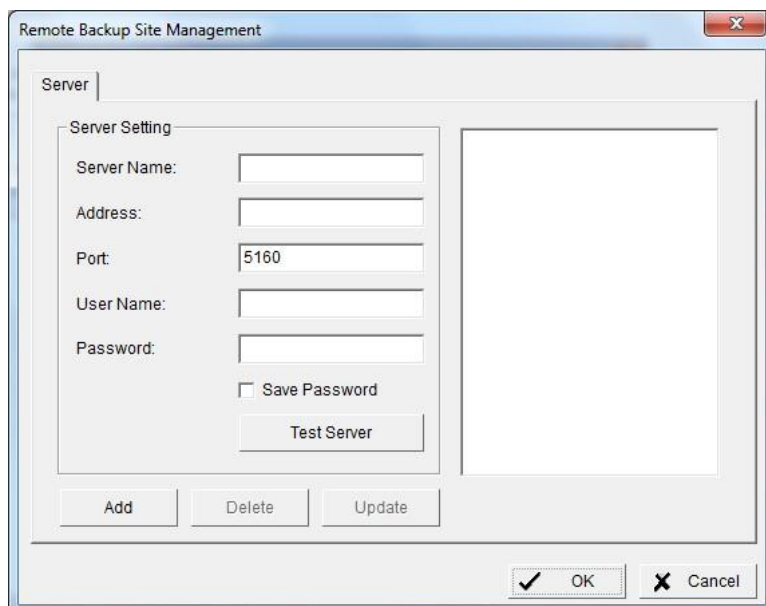 Remote Backup Site Management
Server
Server Setting
Server Name:
Address:
Port: 5160
User Name:
Password:
Save Password
Test Server
Add Delete Update
OK Cancel